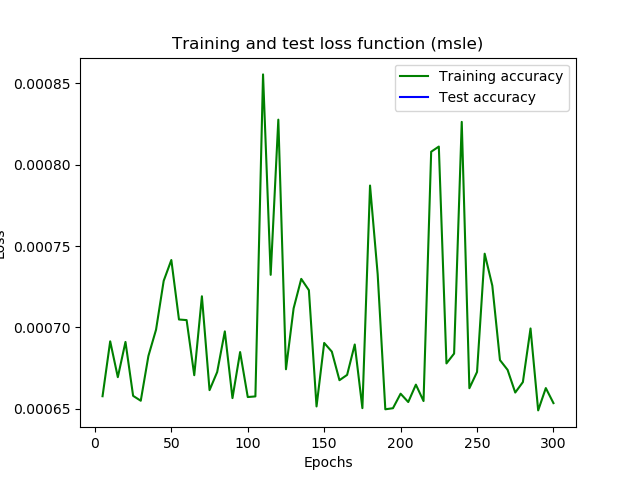 Training and test loss function (msle)
Training accuracy
Test accuracy
0.00085
0.00080
0.00075
0.00070
0.00065
Loss
0 50 100 150 200 250 300
Epochs